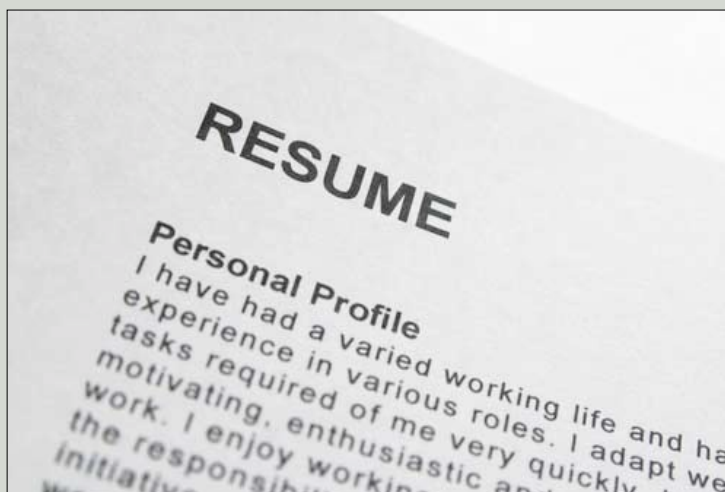 RESUME
Personal Profile
I have had a varied working life and ha
experience in various roles. I adapt we
tasks required of me very quickly
motivating, enthusiastic an
work. I enjoy workin
the responsib
initiativ